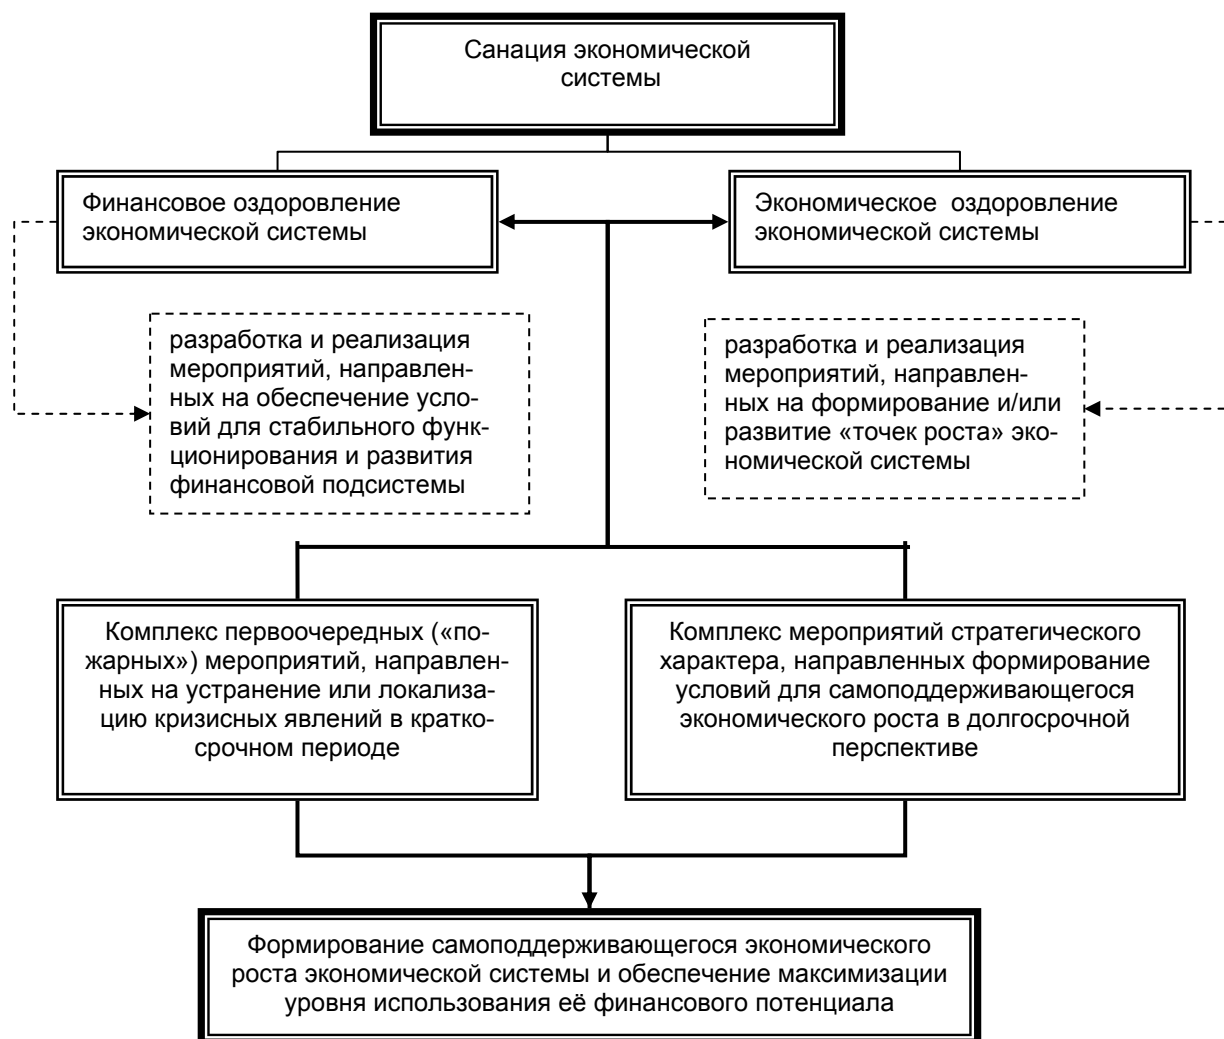 Санация экономической
системы
Финансовое оздоровление
экономической системы
Экономическое оздоровление
экономической системы
разработка и реализация
мероприятий, направлен-
ных на обеспечение усло-
вий для стабильного функ-
ционирования и развития
финансовой подсистемы
разработка и реализация
мероприятий, направлен-
ных на формирование и/или
развитие «точек роста» эко-
номической системы
Комплекс первоочередных («по-
жарных») мероприятий, направлен-
ных на устранение или локализа-
цию кризисных явлений в кратко-
срочном периоде
Комплекс мероприятий стратегического
характера, направленных формирование
условий для самоподдерживающегося
экономического роста в долгосрочной
перспективе
Формирование самоподдерживающегося экономического
роста экономической системы и обеспечение максимизации
уровня использования её финансового потенциала